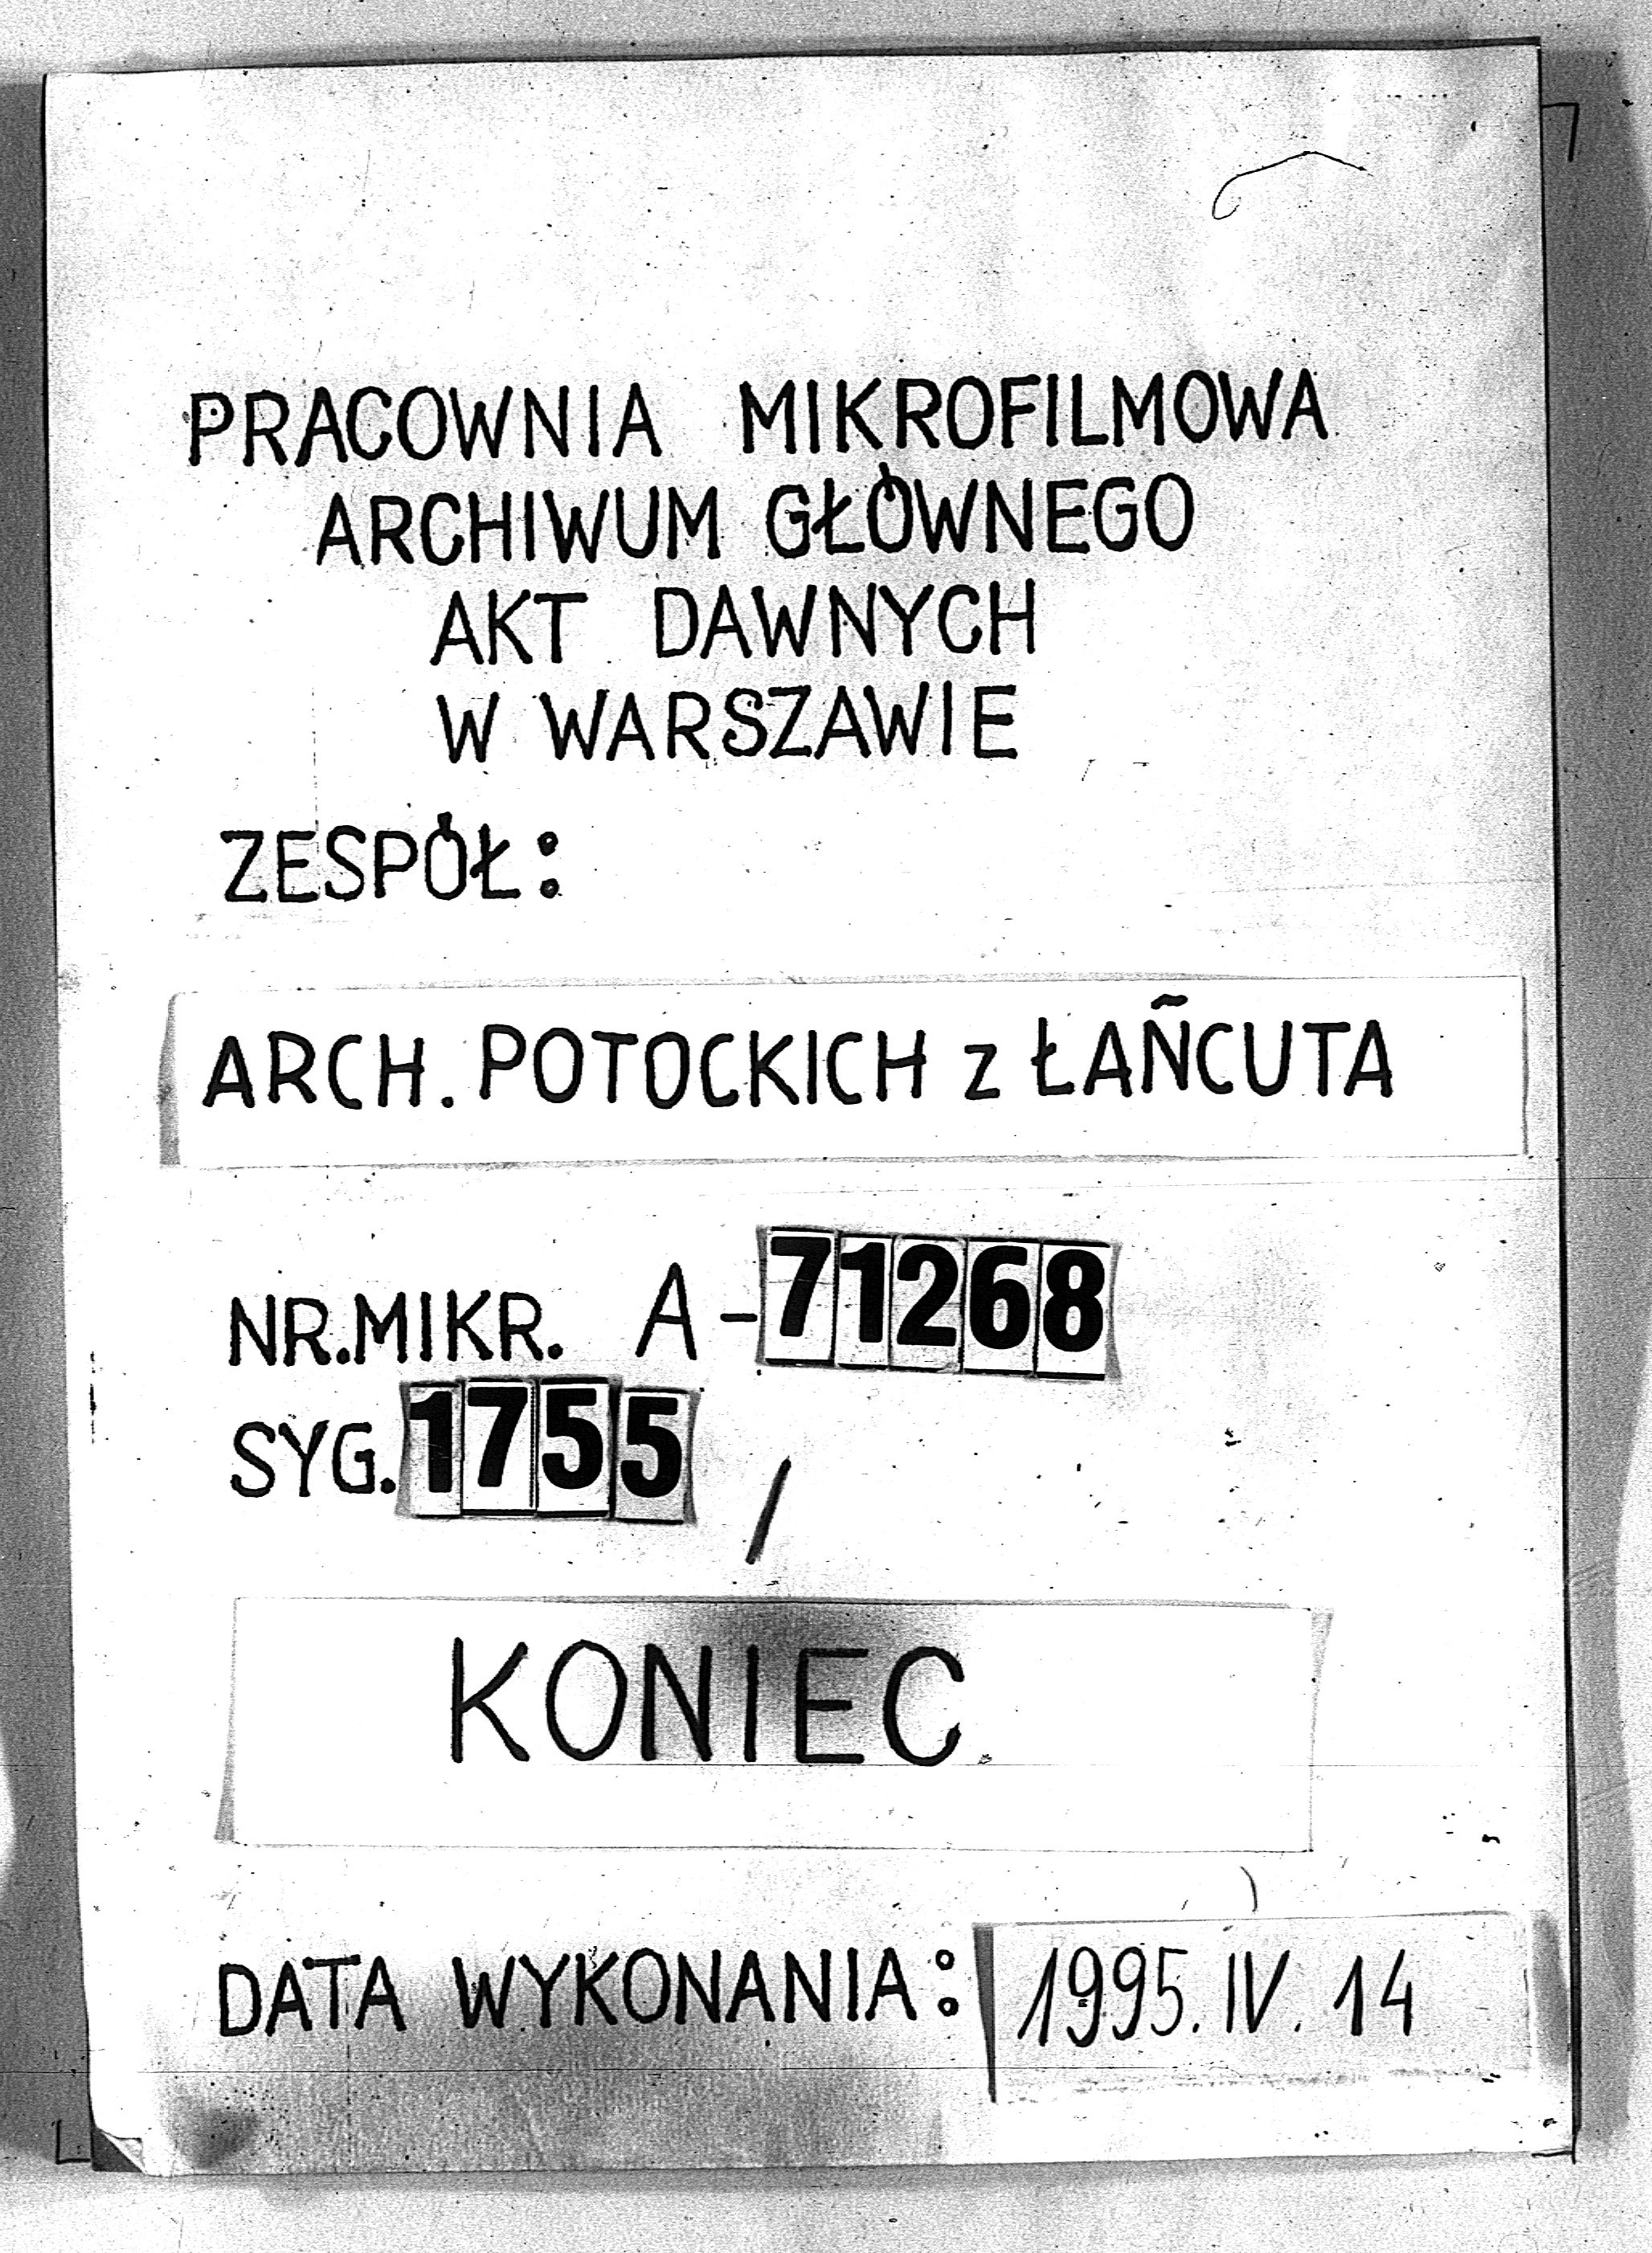 PRACOWNIA MIKROFILMOWA
ARCHIWUM GŁÓWNEGO
AKT DAWNYCH
W WARSZAWIE
ZESPÓŁ:
ARCH. POTOCKICH z ŁAÑCUTA
NR.MIKR. A-71268
SYG. 1755 /
KONIEC
DATA WYKONANIA: 1995. IV. 14